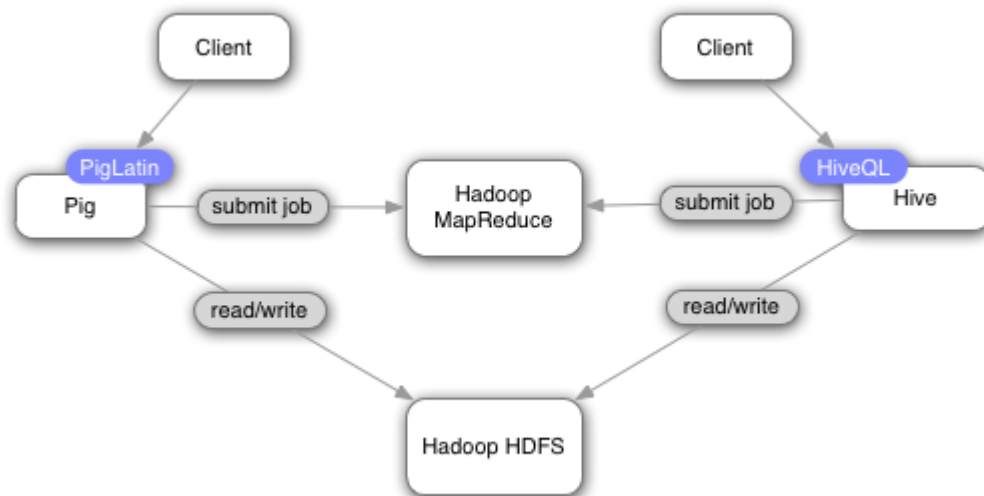 Client
Client
PigLatin
HiveQL
Pig
submit job
Hadoop
MapReduce
submit job
Hive
read/write
read/write
Hadoop HDFS